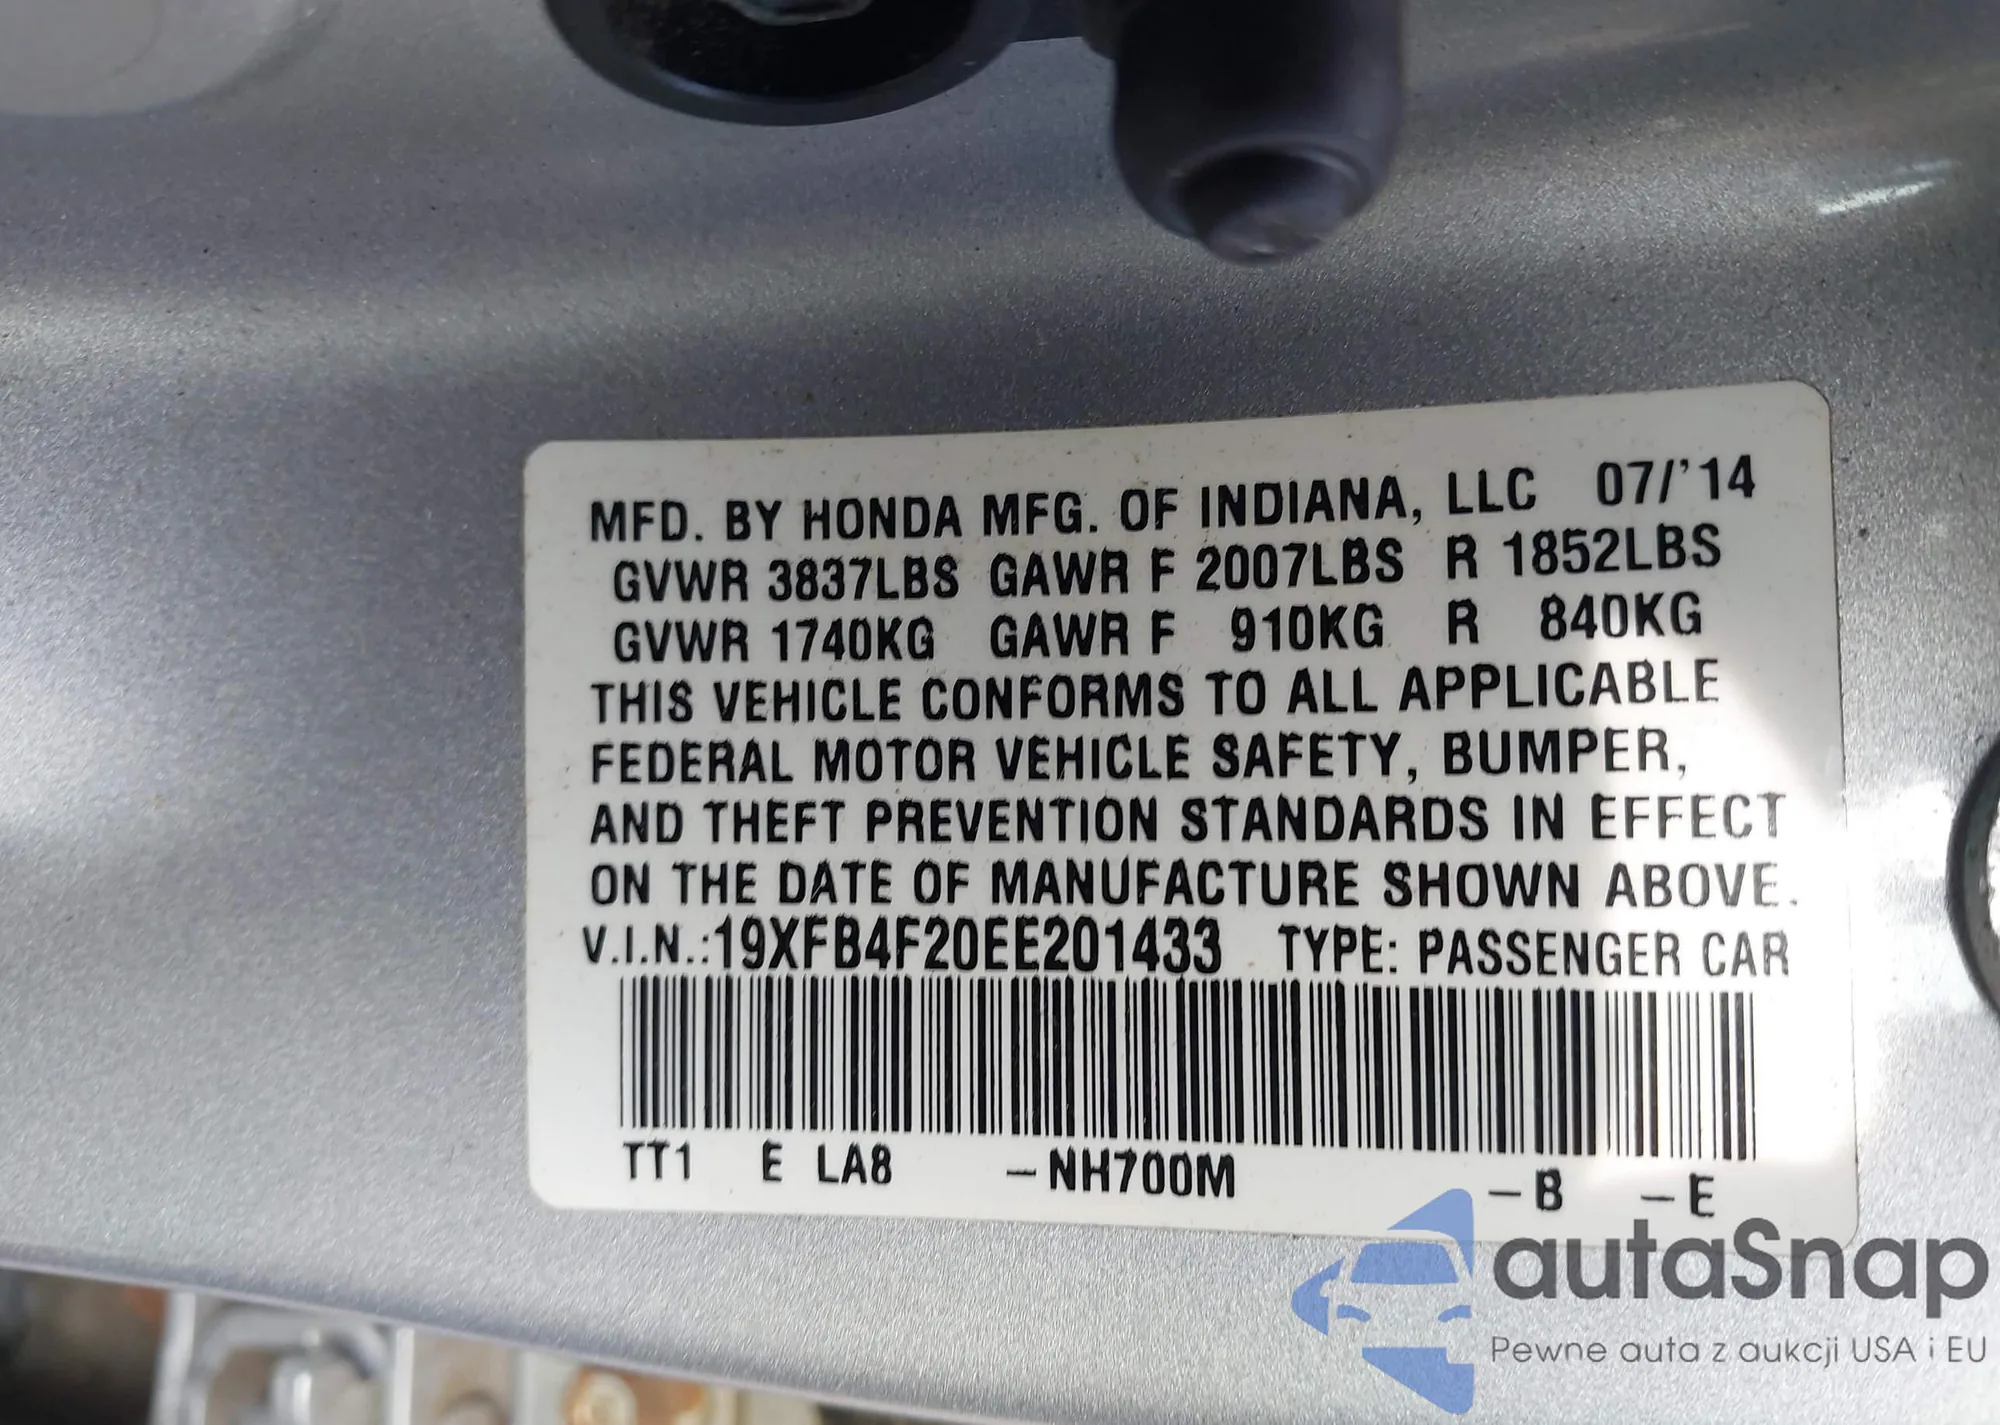 MFD. BY HONDA MFG. OF INDIANA, LLC 07/'14
GVWR 3837LBS GAWR F 2007LBS R 1852LBS
GVWR 1740KG GAWR F 910KG R 840KG
THIS VEHICLE CONFORMS TO ALL APPLICABLE
FEDERAL MOTOR VEHICLE SAFETY, BUMPER,
AND THEFT PREVENTION STANDARDS IN EFFECT
ON THE DATE OF MANUFACTURE SHOWN ABOVE.
V.I.N.:19XFB4F20EE201433 TYPE: PASSENGER CAR
TT1 E LA8 -NH700M -B -E
autaSnap
Pewne auta z aukcji USA i EU